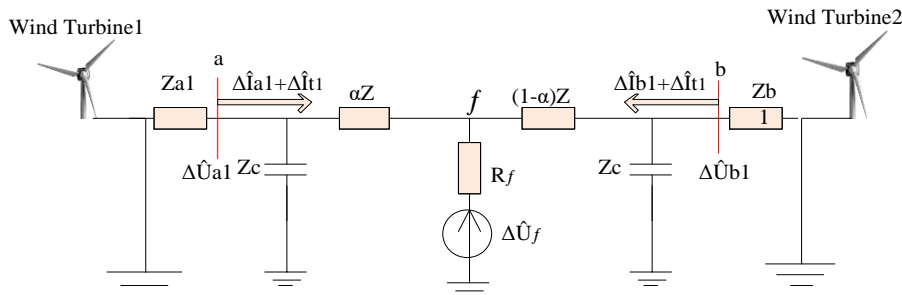 Wind Turbine1
Wind Turbine2
a
b
Za1
ΔÎa1+ΔÎt1
αZ
f
(1-α)Z
ΔÎb1+ΔÎt1
Zb
1
ΔÛa1
Zc
Rf
Zc
ΔÛb1
ΔÛf